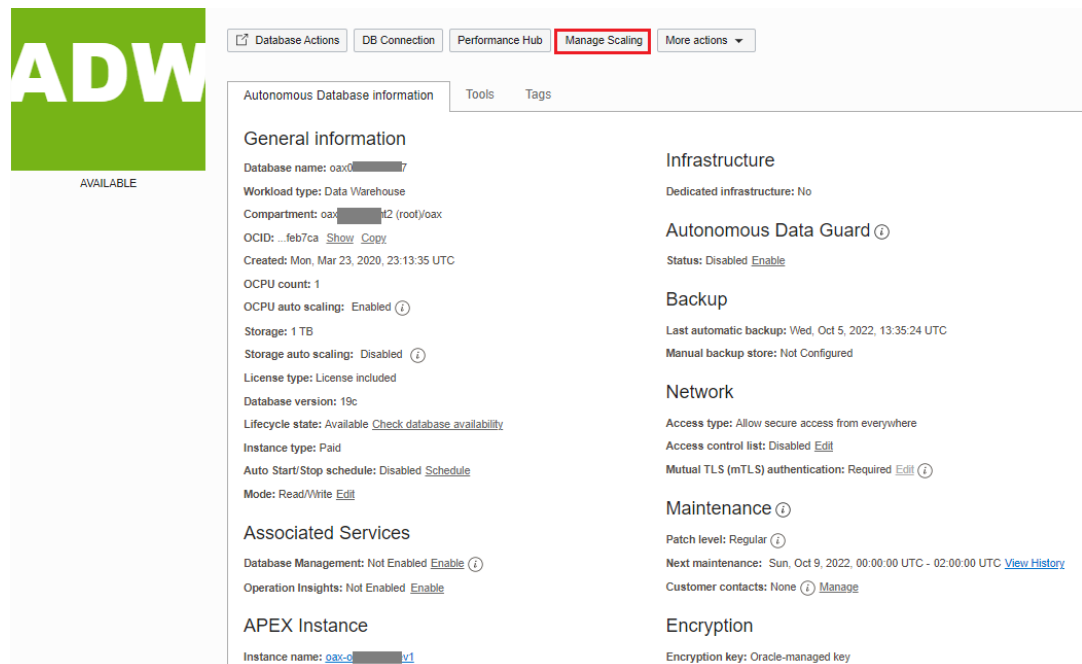 ADW
AVAILABLE
Database Actions
DB Connection
Performance Hub
Manage Scaling
More actions
Autonomous Database information
Tools
Tags
General information
Database name: oax0 7
Workload type: Data Warehouse
Compartment: oax t2 (root)/oax
OCID: ...feb7ca Show Copy
Created: Mon, Mar 23, 2020, 23:13:35 UTC
OCPU count: 1
OCPU auto scaling: Enabled i
Storage: 1 TB
Storage auto scaling: Disabled i
License type: License included
Database version: 19c
Lifecycle state: Available Check database availability
Instance type: Paid
Auto Start/Stop schedule: Disabled Schedule
Mode: Read/Write Edit
Associated Services
Database Management: Not Enabled Enable i
Operation Insights: Not Enabled Enable
APEX Instance
Instance name: oax-o v1
Infrastructure
Dedicated infrastructure: No
Autonomous Data Guard i
Status: Disabled Enable
Backup
Last automatic backup: Wed, Oct 5, 2022, 13:35:24 UTC
Manual backup store: Not Configured
Network
Access type: Allow secure access from everywhere
Access control list: Disabled Edit
Mutual TLS (mTLS) authentication: Required Edit i
Maintenance i
Patch level: Regular i
Next maintenance: Sun, Oct 9, 2022, 00:00:00 UTC - 02:00:00 UTC View History
Customer contacts: None i Manage
Encryption
Encryption key: Oracle-managed key